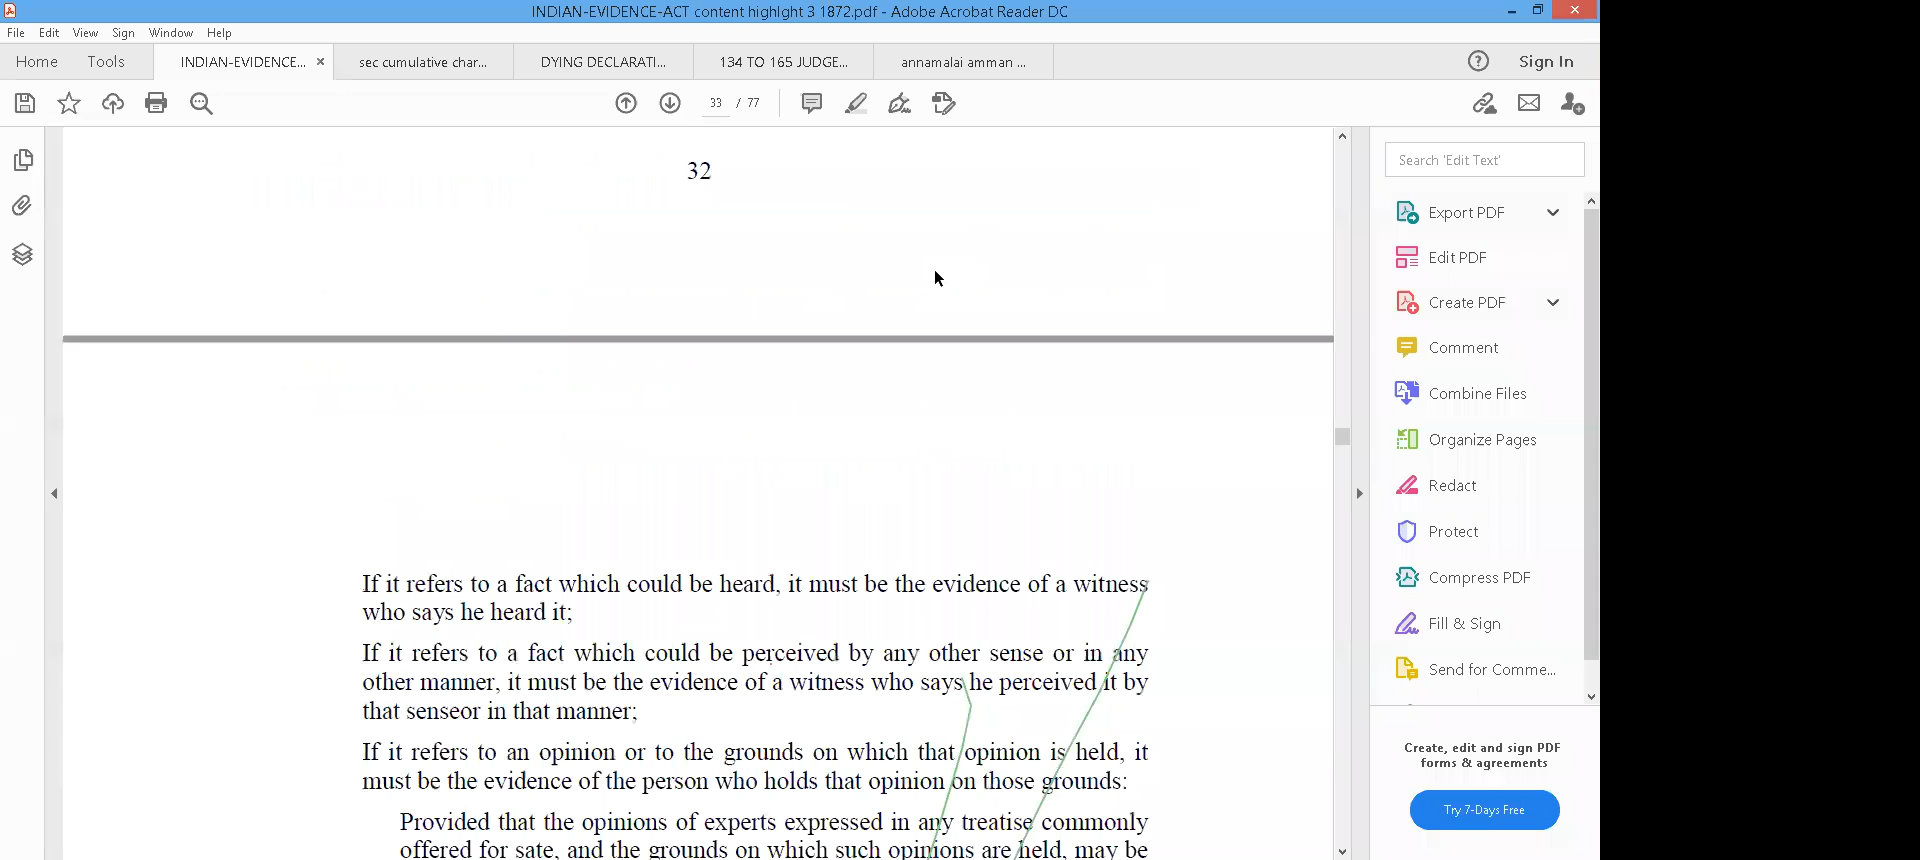 INDIAN-EVIDENCE-ACT content highlght 3 1872.pdf - Adobe Acrobat Reader DC
File Edit View Sign Window Help
Home Tools INDIAN-EVIDENCE... × sec cumulative char... DYING DECLARATI... 134 TO 165 JUDGE... annamalai amman ... Sign In
33 / 77
32
Search 'Edit Text'
Export PDF
Edit PDF
Create PDF
Comment
Combine Files
Organize Pages
Redact
Protect
Compress PDF
Fill & Sign
Send for Comme...
If it refers to a fact which could be heard, it must be the evidence of a witness
who says he heard it;
If it refers to a fact which could be perceived by any other sense or in any
other manner, it must be the evidence of a witness who says he perceived it by
that senseor in that manner;
If it refers to an opinion or to the grounds on which that opinion is held, it
must be the evidence of the person who holds that opinion on those grounds:
Provided that the opinions of experts expressed in any treatise commonly
offered for sate, and the grounds on which such opinions are held, may be
Create, edit and sign PDF
forms & agreements
Try 7-Days Free